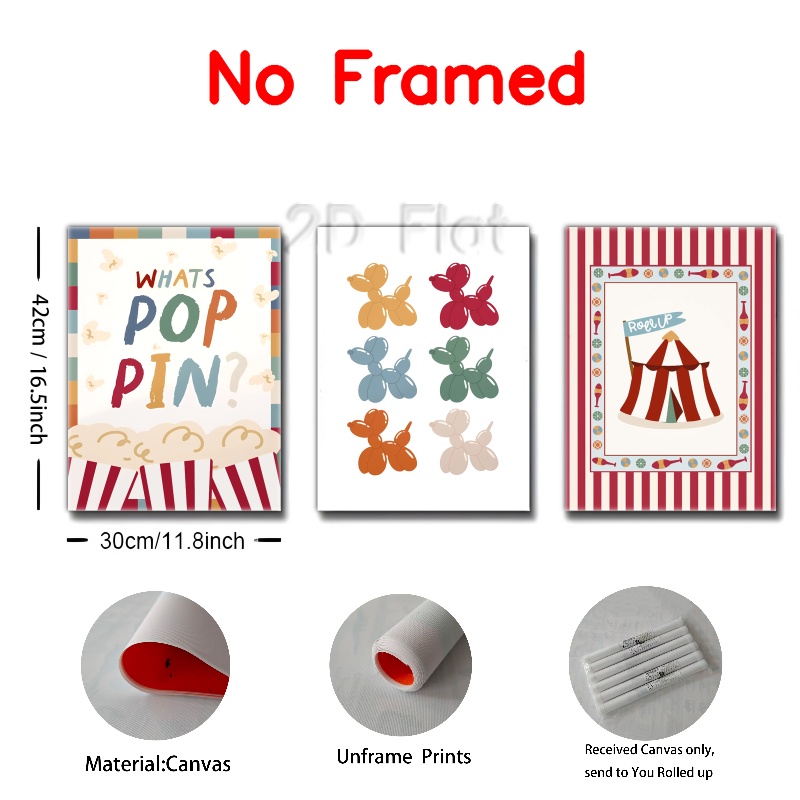 No Framed
2D Flat
WHATS
POP
PIN?
ROLL UP
42cm / 16.5inch
30cm/11.8inch
Material:Canvas
Unframe Prints
Received Canvas only,
send to You Rolled up